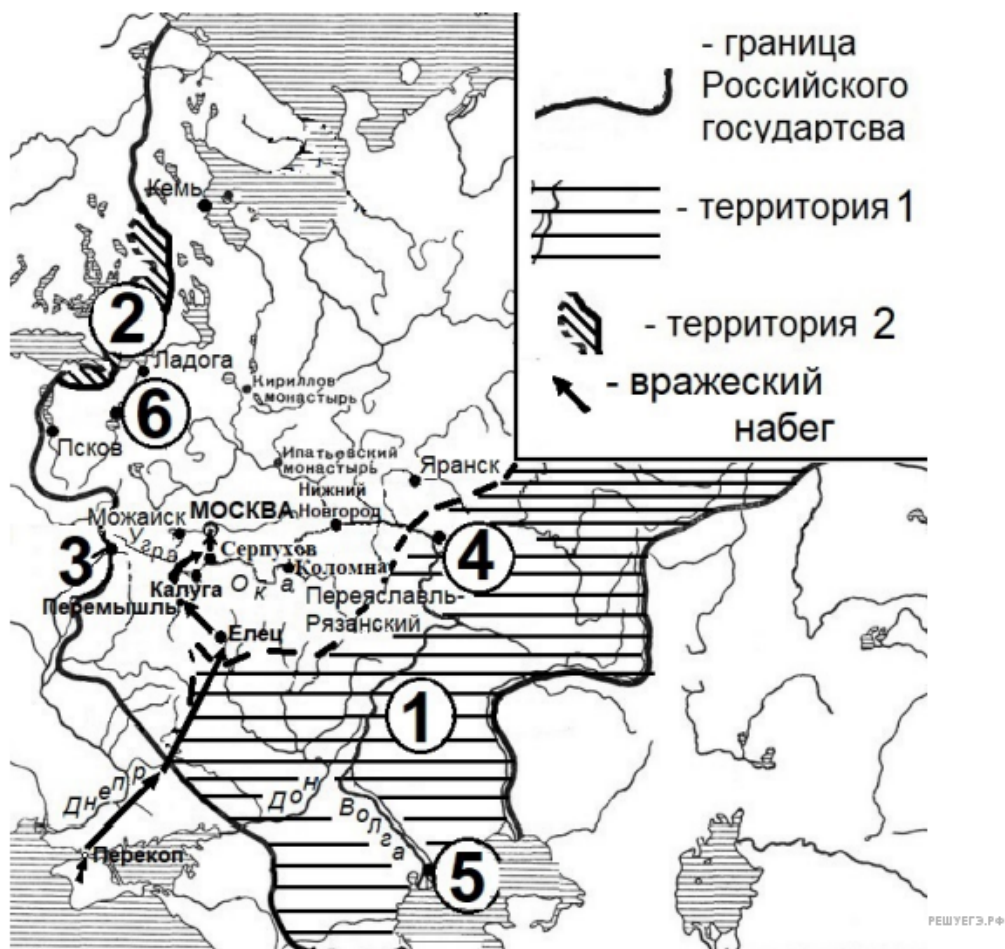 - граница
Российского
государтсва
- территория 1
- территория 2
- вражеский
набег
Кемь
2
Ладога
Кириллов
монастырь
6
Псков
Ипатьевский
монастырь
Яранск
Нижний
Новгород
Можайск
МОСКВА
Угра
3
Серпухов
Коломна
4
Калуга
Ока
Перемышль
Переяславль-
Рязанский
Елец
1
Днепр
Дон
Волга
Перекоп
5
РЕШУЕГЭ.РФ